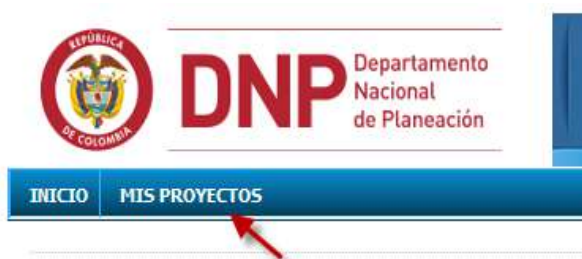 REPÚBLICA
DE COLOMBIA
DNP
Departamento
Nacional
de Planeación
INICIO MIS PROYECTOS